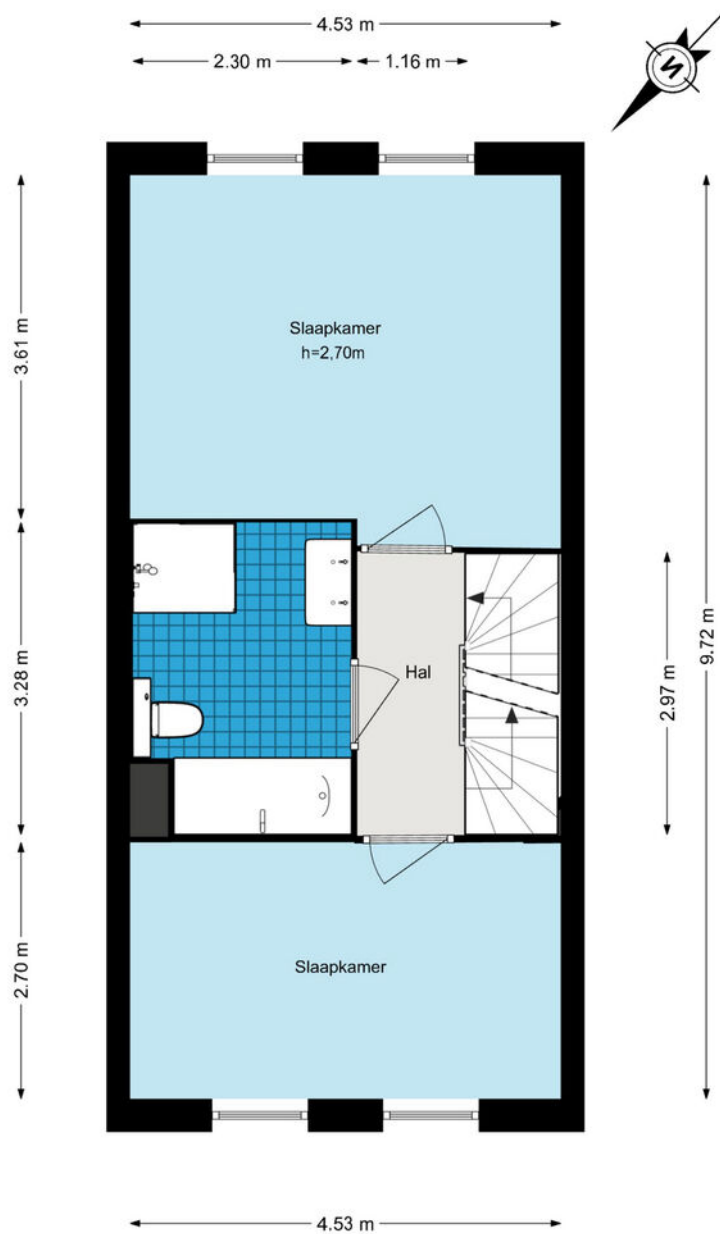 4.53 m
2.30 m
1.16 m
N
3.61 m
Slaapkamer
h=2,70m
3.28 m
Hal
2.97 m
9.72 m
2.70 m
Slaapkamer
4.53 m